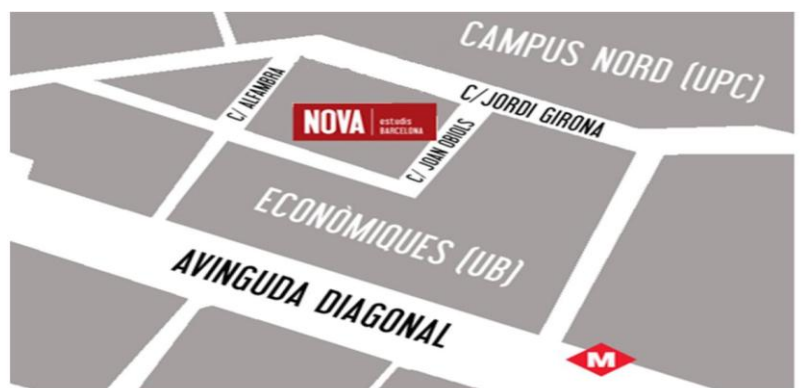 CAMPUS NORD (UPC)
C/ JORDI GIRONA
C/ ALFAMBRA
NOVA estudis
BARCELONA
C/ JOAN OBIOLS
ECONÒMIQUES (UB)
AVINGUDA DIAGONAL
M